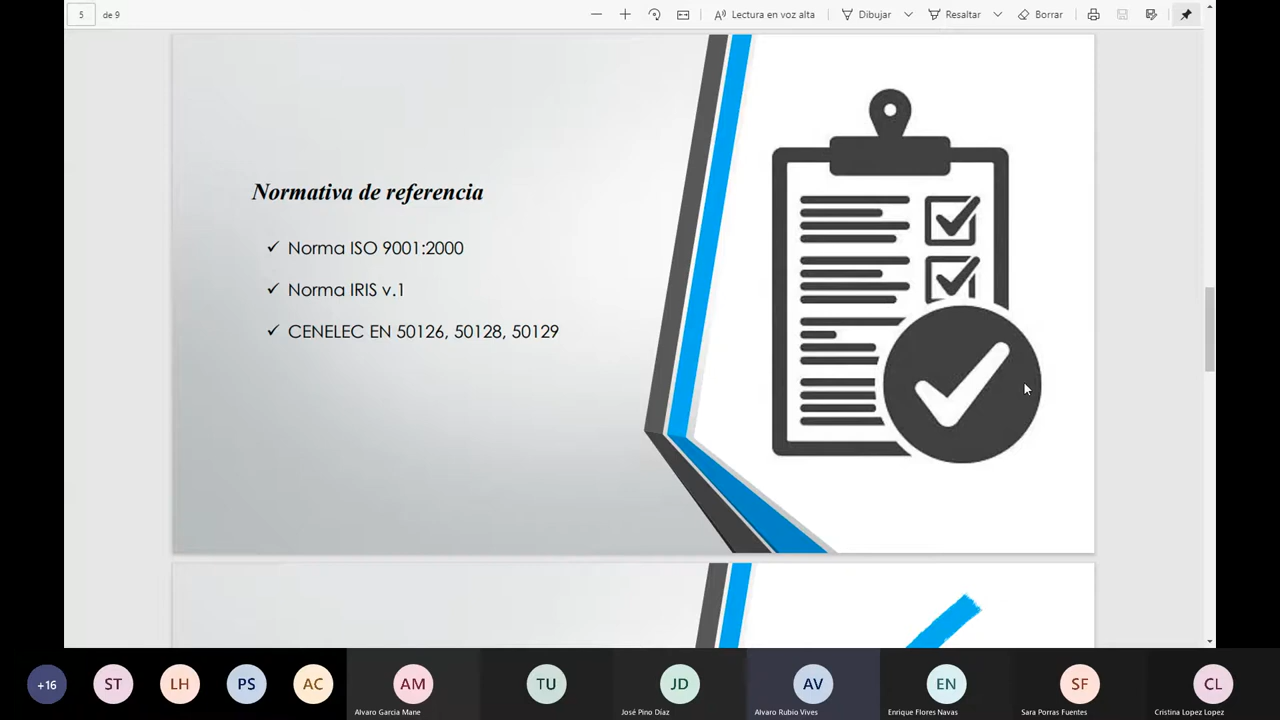 5 de 9
Lectura en voz alta
Dibujar
Resaltar
Borrar
Normativa de referencia
Norma ISO 9001:2000
Norma IRIS v.1
CENELEC EN 50126, 50128, 50129
+16
ST
LH
PS
AC
AM
TU
JD
AV
EN
SF
CL
Alvaro Garcia Mane
José Pino Díaz
Alvaro Rubio Vives
Enrique Flores Navas
Sara Porras Fuentes
Cristina Lopez Lopez